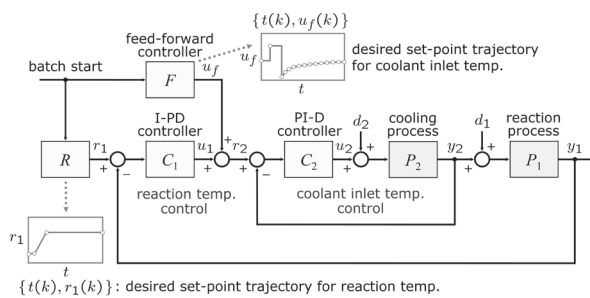 {t(k), u_f(k)}
feed-forward
controller
u_f
desired set-point trajectory
for coolant inlet temp.
u_f
t
batch start
F
I-PD
controller
PI-D
controller
cooling
process
reaction
process
d_2
d_1
R
r_1
+
−
C_1
u_1
+
+
r_2
+
−
C_2
u_2
+
+
P_2
y_2
+
+
P_1
y_1
reaction temp.
control
coolant inlet temp.
control
r_1
t
{t(k), r_1(k)}: desired set-point trajectory for reaction temp.